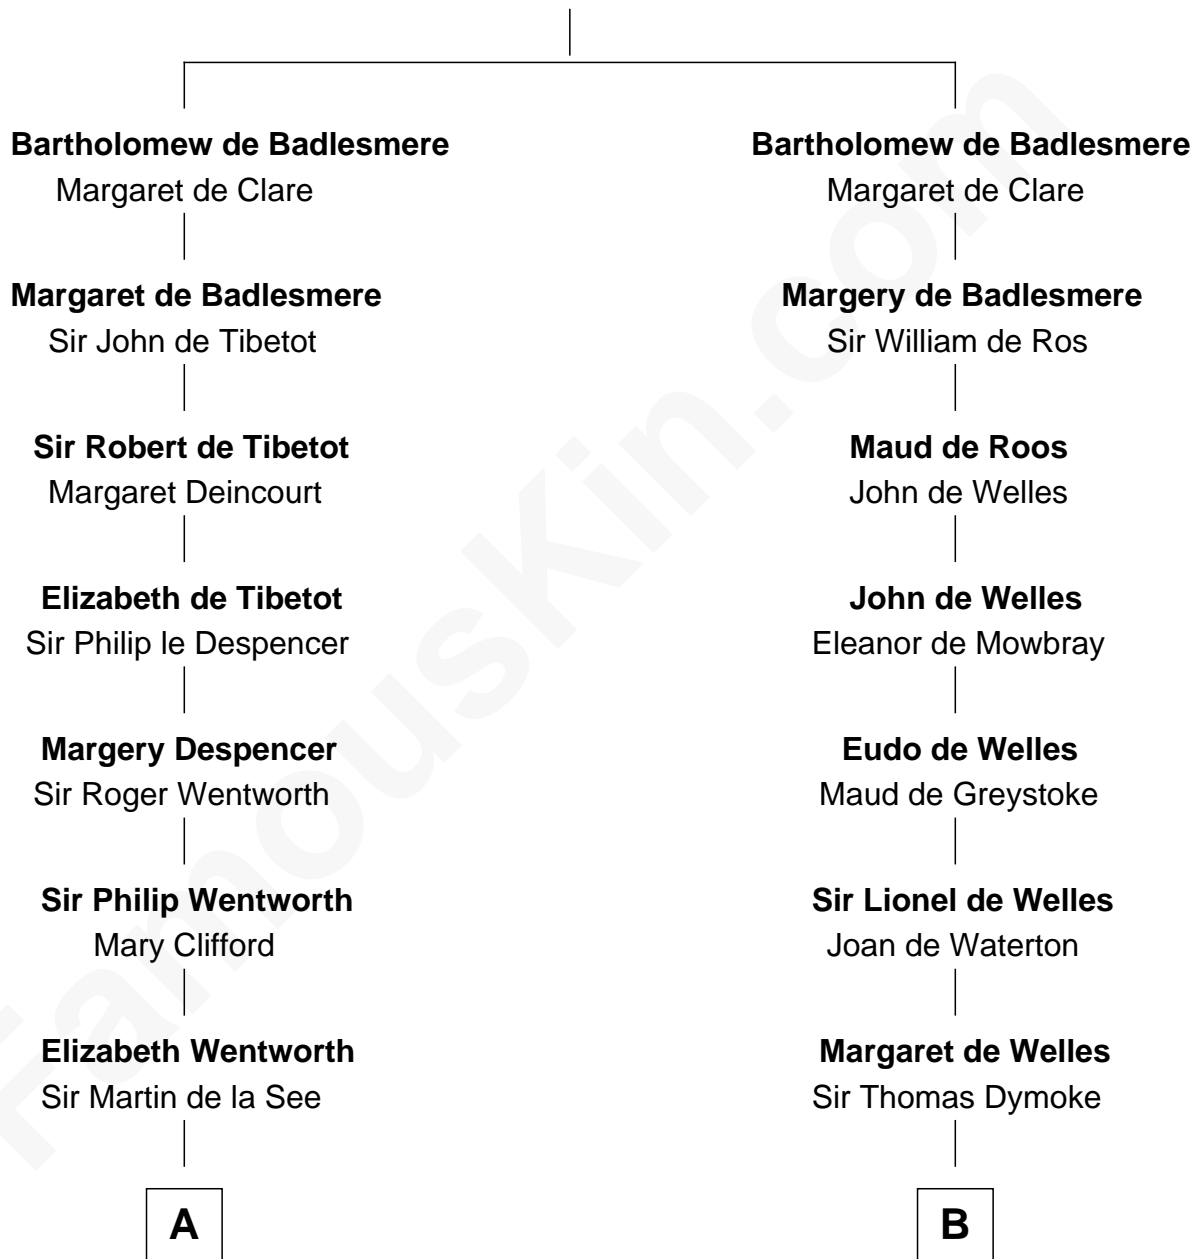 Bartholomew de Badlesmere
Margaret de Clare
Margaret de Badlesmere
Sir John de Tibetot
Sir Robert de Tibetot
Margaret Deincourt
Elizabeth de Tibetot
Sir Philip le Despencer
Margery Despencer
Sir Roger Wentworth
Sir Philip Wentworth
Mary Clifford
Elizabeth Wentworth
Sir Martin de la See
A
Bartholomew de Badlesmere
Margaret de Clare
Margery de Badlesmere
Sir William de Ros
Maud de Roos
John de Welles
John de Welles
Eleanor de Mowbray
Eudo de Welles
Maud de Greystoke
Sir Lionel de Welles
Joan de Waterton
Margaret de Welles
Sir Thomas Dymoke
B
FamousKin.com